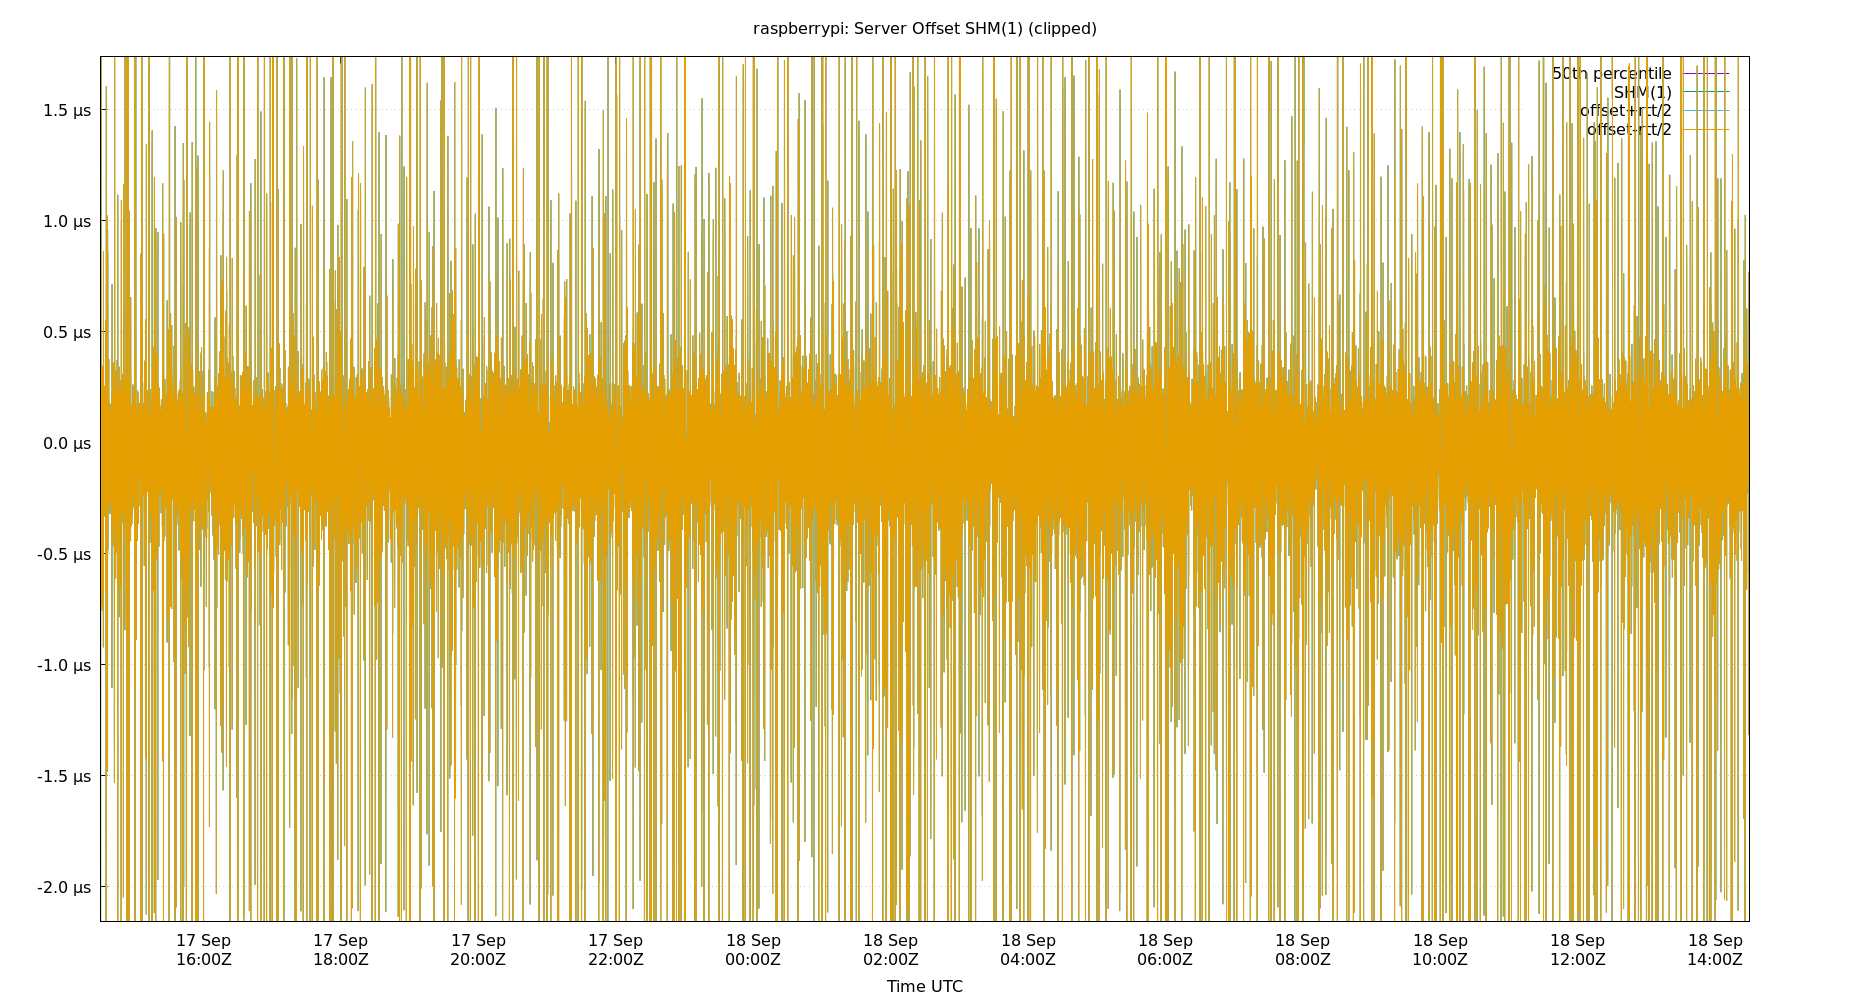 raspberrypi: Server Offset SHM(1) (clipped)
50th percentile
SHM(1)
offset+rtt/2
offset-rtt/2
1.5 µs
1.0 µs
0.5 µs
0.0 µs
-0.5 µs
-1.0 µs
-1.5 µs
-2.0 µs
17 Sep 17 Sep 17 Sep 17 Sep 18 Sep 18 Sep 18 Sep 18 Sep 18 Sep 18 Sep 18 Sep 18 Sep
16:00Z 18:00Z 20:00Z 22:00Z 00:00Z 02:00Z 04:00Z 06:00Z 08:00Z 10:00Z 12:00Z 14:00Z
Time UTC